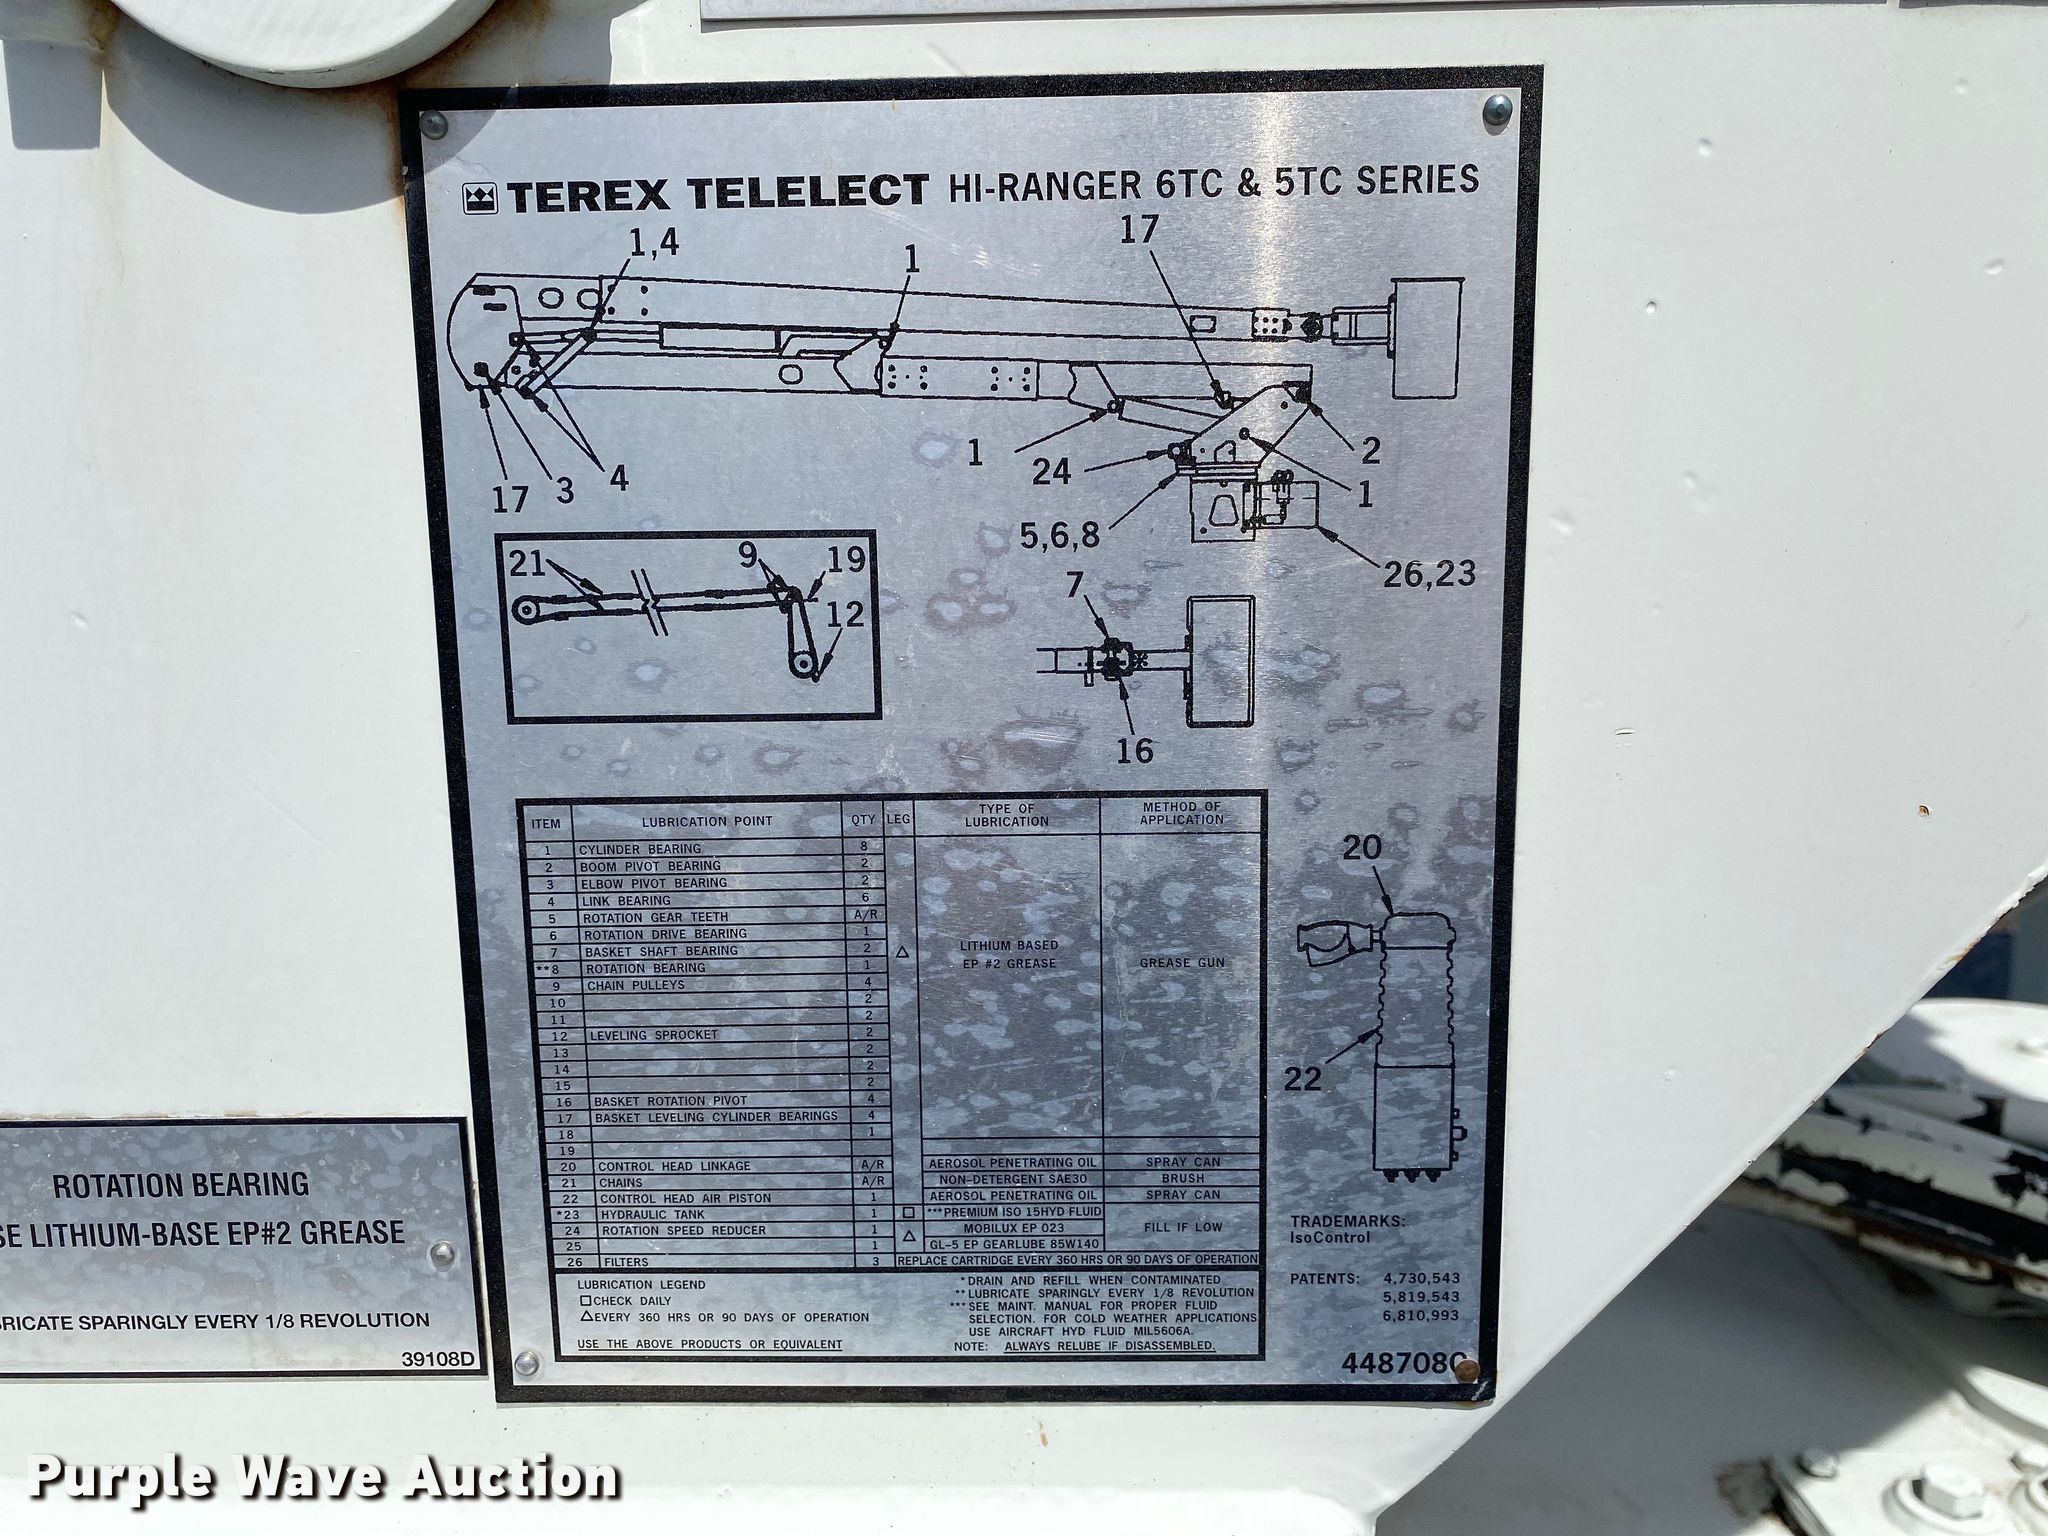 TEREX TELELECT HI-RANGER 6TC & 5TC SERIES
1,4
1
17
17
3
4
1
24
2
1
5,6,8
26,23
21
9
19
12
7
16
ITEM LUBRICATION POINT QTY LEG TYPE OF LUBRICATION METHOD OF APPLICATION
1 CYLINDER BEARING 8
2 BOOM PIVOT BEARING 2
3 ELBOW PIVOT BEARING 2
4 LINK BEARING 6
5 ROTATION GEAR TEETH A/R
6 ROTATION DRIVE BEARING 1
7 BASKET SHAFT BEARING 2 △ LITHIUM BASED
**8 ROTATION BEARING 1 EP #2 GREASE GREASE GUN
9 CHAIN PULLEYS 4
10 2
11 2
12 LEVELING SPROCKET 2
13 2
14 2
15 2
16 BASKET ROTATION PIVOT 4
17 BASKET LEVELING CYLINDER BEARINGS 4
18 1
19
20 CONTROL HEAD LINKAGE A/R AEROSOL PENETRATING OIL SPRAY CAN
21 CHAINS A/R NON-DETERGENT SAE30 BRUSH
22 CONTROL HEAD AIR PISTON 1 AEROSOL PENETRATING OIL SPRAY CAN
*23 HYDRAULIC TANK 1 □ ***PREMIUM ISO 15HYD FLUID
24 ROTATION SPEED REDUCER 1 △ MOBILUX EP 023 FILL IF LOW
25 1 GL-5 EP GEARLUBE 85W140
26 FILTERS 3 REPLACE CARTRIDGE EVERY 360 HRS OR 90 DAYS OF OPERATION
LUBRICATION LEGEND
□ CHECK DAILY
△ EVERY 360 HRS OR 90 DAYS OF OPERATION
USE THE ABOVE PRODUCTS OR EQUIVALENT
* DRAIN AND REFILL WHEN CONTAMINATED
** LUBRICATE SPARINGLY EVERY 1/8 REVOLUTION
*** SEE MAINT. MANUAL FOR PROPER FLUID
SELECTION. FOR COLD WEATHER APPLICATIONS
USE AIRCRAFT HYD FLUID MIL5606A.
NOTE: ALWAYS RELUBE IF DISASSEMBLED.
20
22
TRADEMARKS:
IsoControl
PATENTS: 4,730,543
5,819,543
6,810,993
448708
ROTATION BEARING
SE LITHIUM-BASE EP#2 GREASE
RICATE SPARINGLY EVERY 1/8 REVOLUTION
39108D
Purple Wave Auction